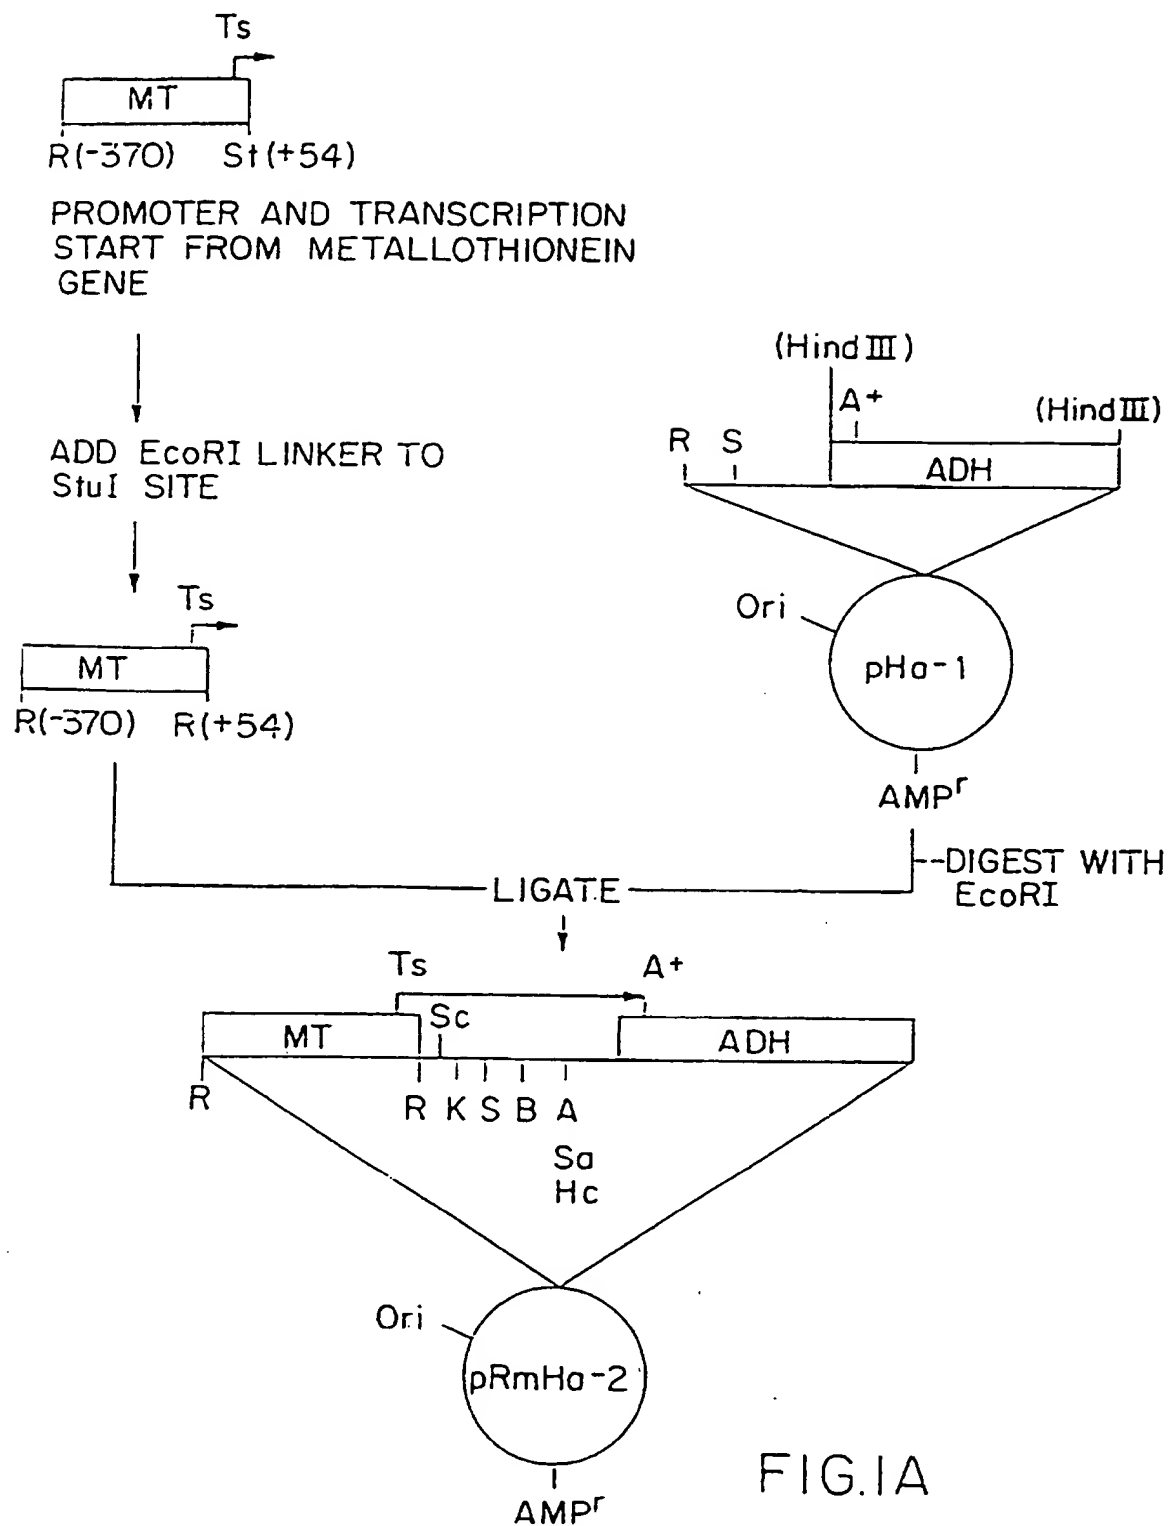 Ts
MT
R(-370) St(+54)
PROMOTER AND TRANSCRIPTION
START FROM METALLOTHIONEIN
GENE
ADD EcoRI LINKER TO
StuI SITE
Ts
MT
R(-370) R(+54)
(Hind III)
A+ (Hind III)
R S
ADH
Ori
pHa-1
AMPr
DIGEST WITH
EcoRI
LIGATE
Ts A+
Sc
MT ADH
R R K S B A
Sa
Hc
Ori
pRmHa-2
AMPr
FIG.1A